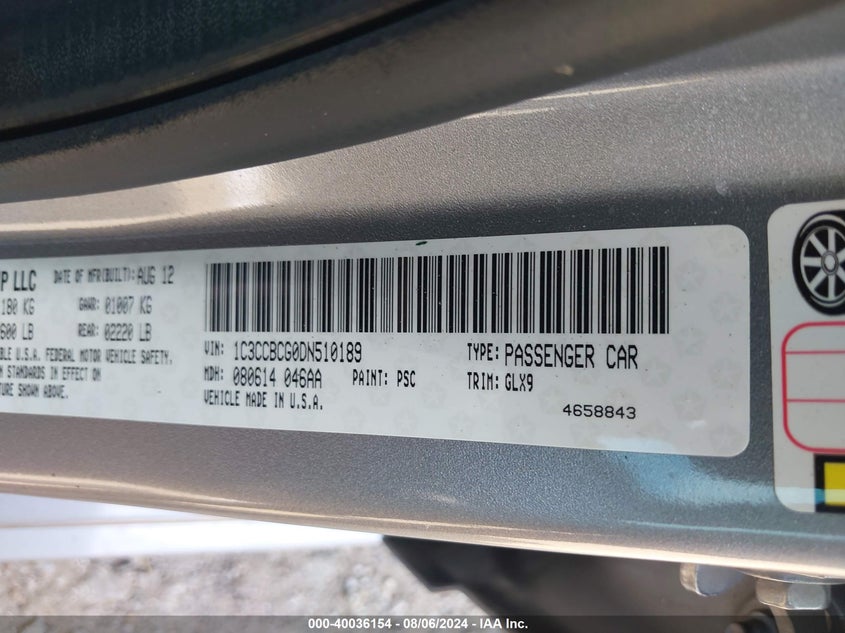 P LLC DATE OF MFR(BUILT): AUG 12
180 KG GAWR: 01007 KG
600 LB REAR: 02220 LB
BLE U.S.A. FEDERAL MOTOR VEHICLE SAFETY,
N STANDARDS IN EFFECT ON
TURE SHOWN ABOVE.
VIN: 1C3CCBCG0DN510189 TYPE: PASSENGER CAR
MDH: 080614 046AA PAINT: PSC TRIM: GLX9
VEHICLE MADE IN U.S.A.
4658843
000-40036154 - 08/06/2024 - IAA Inc.